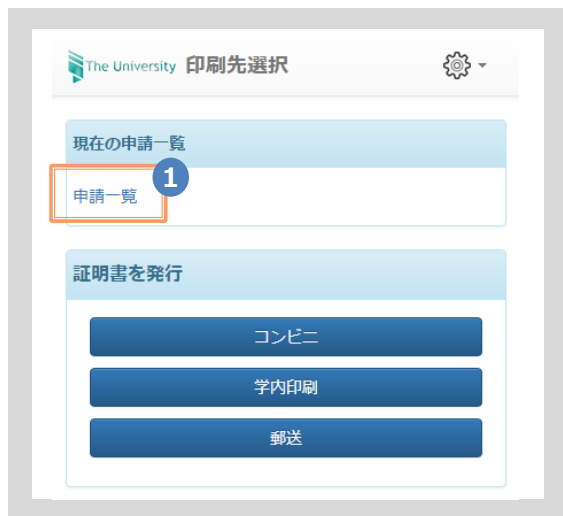 The University 印刷先選択
現在の申請一覧
1
申請一覧
証明書を発行
コンビニ
学内印刷
郵送